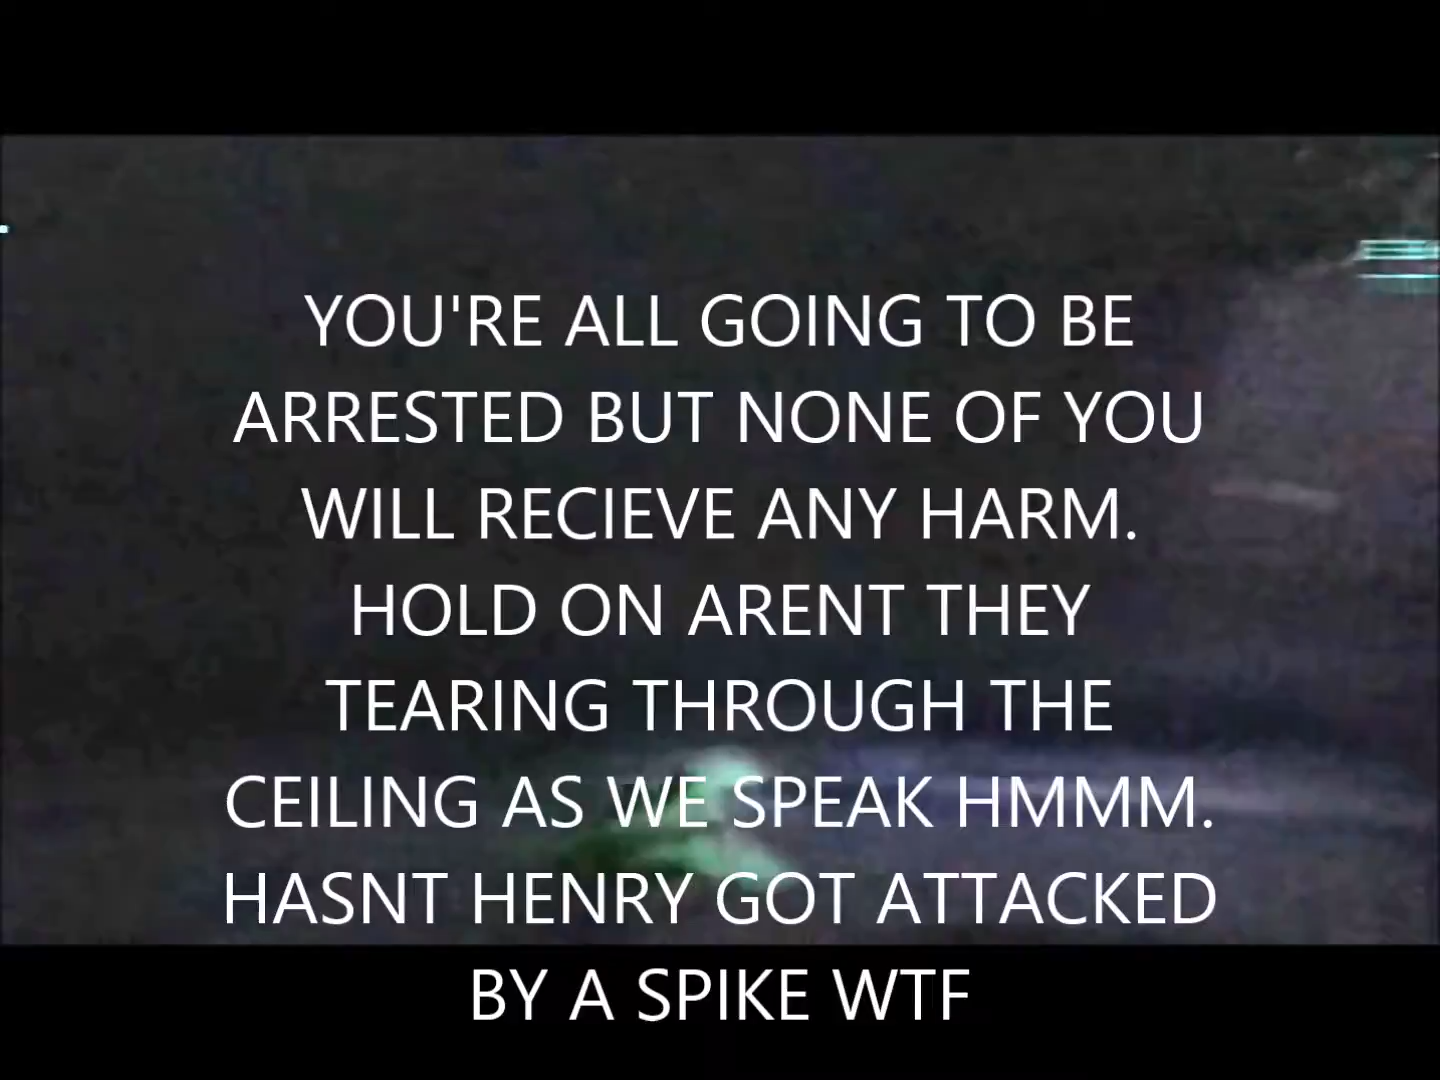 YOU'RE ALL GOING TO BE
ARRESTED BUT NONE OF YOU
WILL RECIEVE ANY HARM.
HOLD ON ARENT THEY
TEARING THROUGH THE
CEILING AS WE SPEAK HMMM.
HASNT HENRY GOT ATTACKED
BY A SPIKE WTF